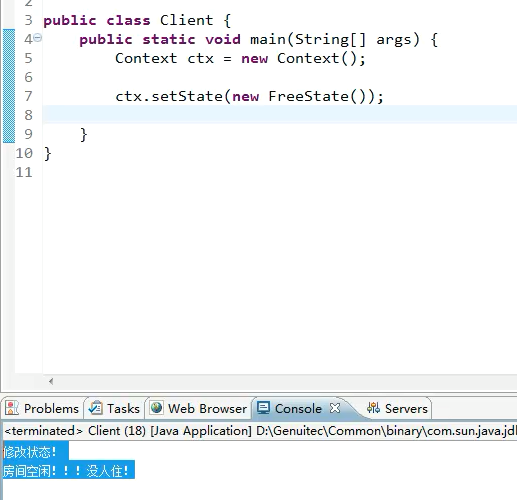 2
3 public class Client {
4 public static void main(String[] args) {
5 Context ctx = new Context();
6
7 ctx.setState(new FreeState());
8
9 }
10 }
11
Problems Tasks Web Browser Console Servers
<terminated> Client (18) [Java Application] D:\Genuitec\Common\binary\com.sun.java.jd
修改状态!
房间空闲!!!没人住!